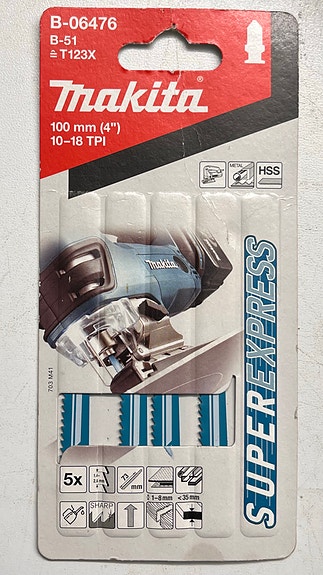 B-06476
B-51
≙ T123X
Makita®
100 mm (4")
10–18 TPI
METAL
HSS
Makita
SUPEREXPRESS
703 M41
5x
mm
1–8mm
<35mm
SHARP